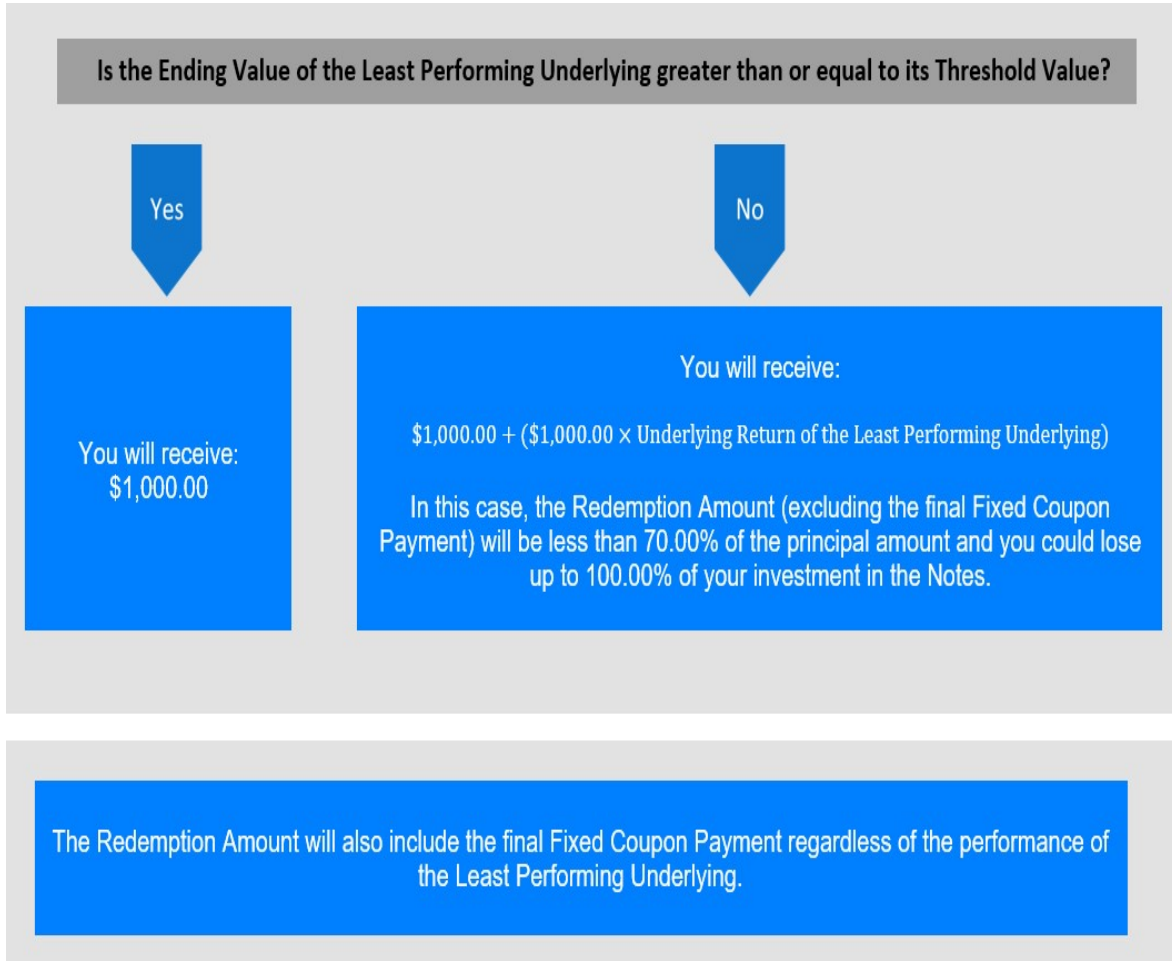 Is the Ending Value of the Least Performing Underlying greater than or equal to its Threshold Value?
Yes
No
You will receive:
$1,000.00
You will receive:
$1,000.00 + ($1,000.00 × Underlying Return of the Least Performing Underlying)
In this case, the Redemption Amount (excluding the final Fixed Coupon
Payment) will be less than 70.00% of the principal amount and you could lose
up to 100.00% of your investment in the Notes.
The Redemption Amount will also include the final Fixed Coupon Payment regardless of the performance of
the Least Performing Underlying.